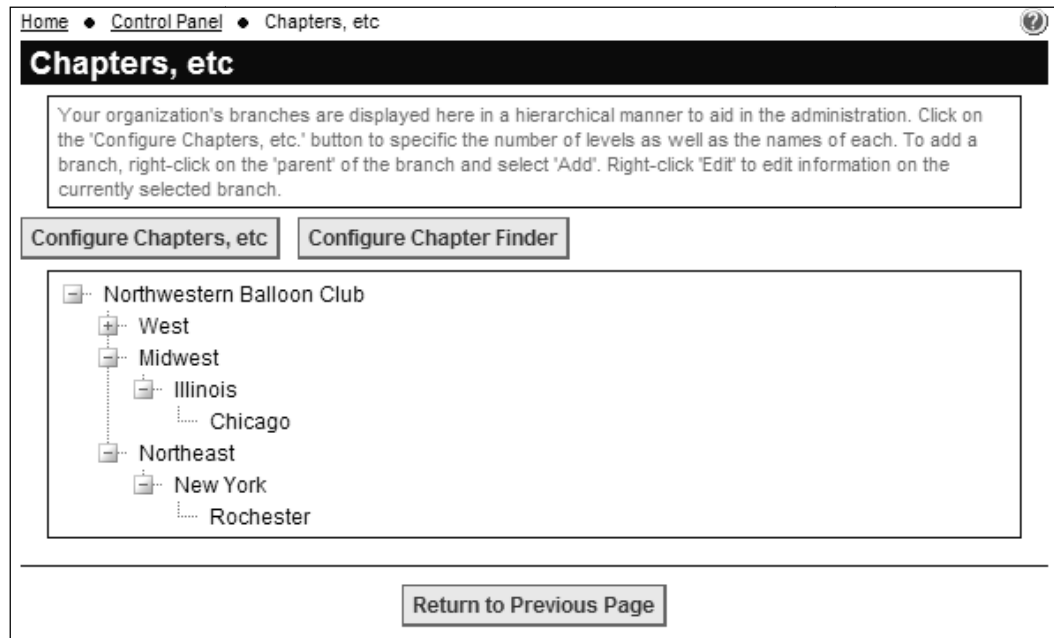 Home ● Control Panel ● Chapters, etc
?
Chapters, etc
Your organization's branches are displayed here in a hierarchical manner to aid in the administration. Click on
the 'Configure Chapters, etc.' button to specific the number of levels as well as the names of each. To add a
branch, right-click on the 'parent' of the branch and select 'Add'. Right-click 'Edit' to edit information on the
currently selected branch.
Configure Chapters, etc Configure Chapter Finder
Northwestern Balloon Club
West
Midwest
Illinois
Chicago
Northeast
New York
Rochester
Return to Previous Page